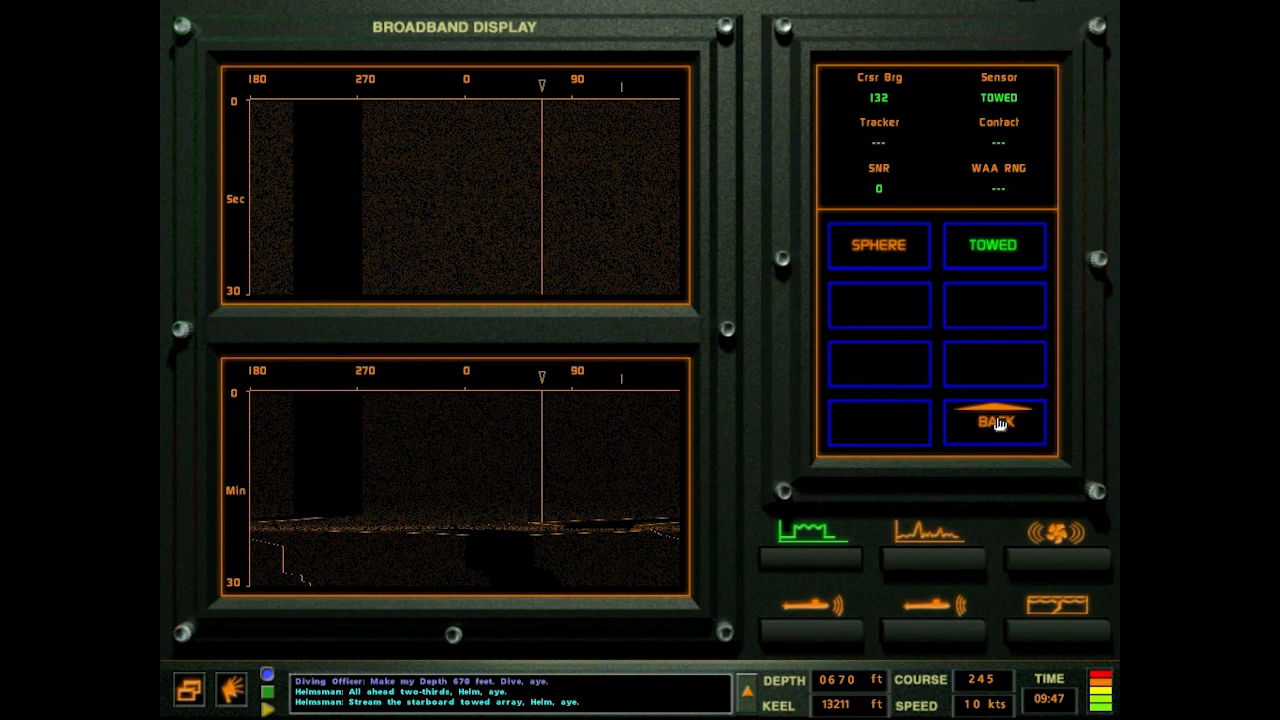 BROADBAND DISPLAY
180 270 0 90
0
Sec
30
180 270 0 90
0
Min
30
Crsr Brg Sensor
132 TOWED
Tracker Contact
--- ---
SNR WAA RNG
0 ---
SPHERE TOWED
BACK
Diving Officer: Make my Depth 670 feet. Dive, aye.
Helmsman: All ahead two-thirds, Helm, aye.
Helmsman: Stream the starboard towed array, Helm, aye.
DEPTH 0670 ft COURSE 245 TIME
KEEL 13211 ft SPEED 10 kts 09:47